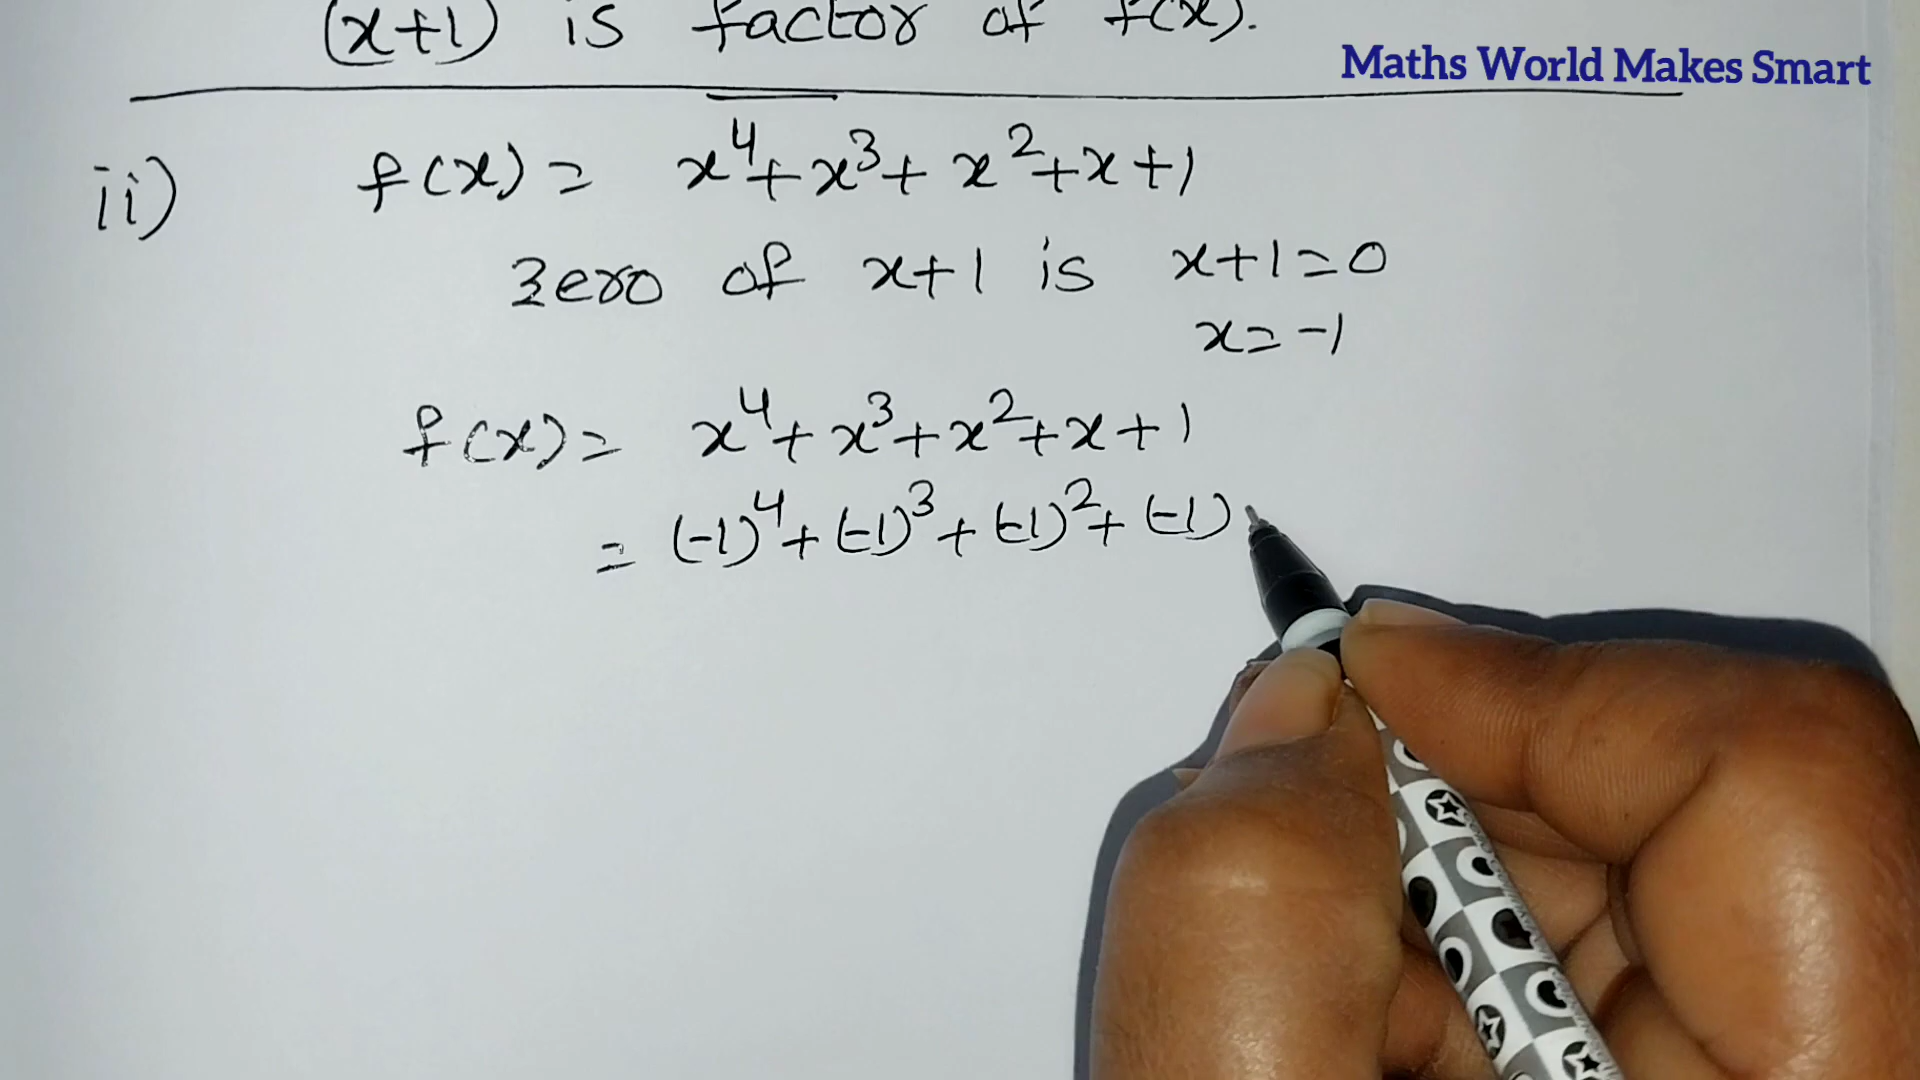 (x+1) is factor of f(x).
Maths World Makes Smart
ii) f(x) = x⁴+x³+x²+x+1
zero of x+1 is x+1=0
x=-1
f(x) = x⁴+x³+x²+x+1
= (-1)⁴+(-1)³+(-1)²+(-1)